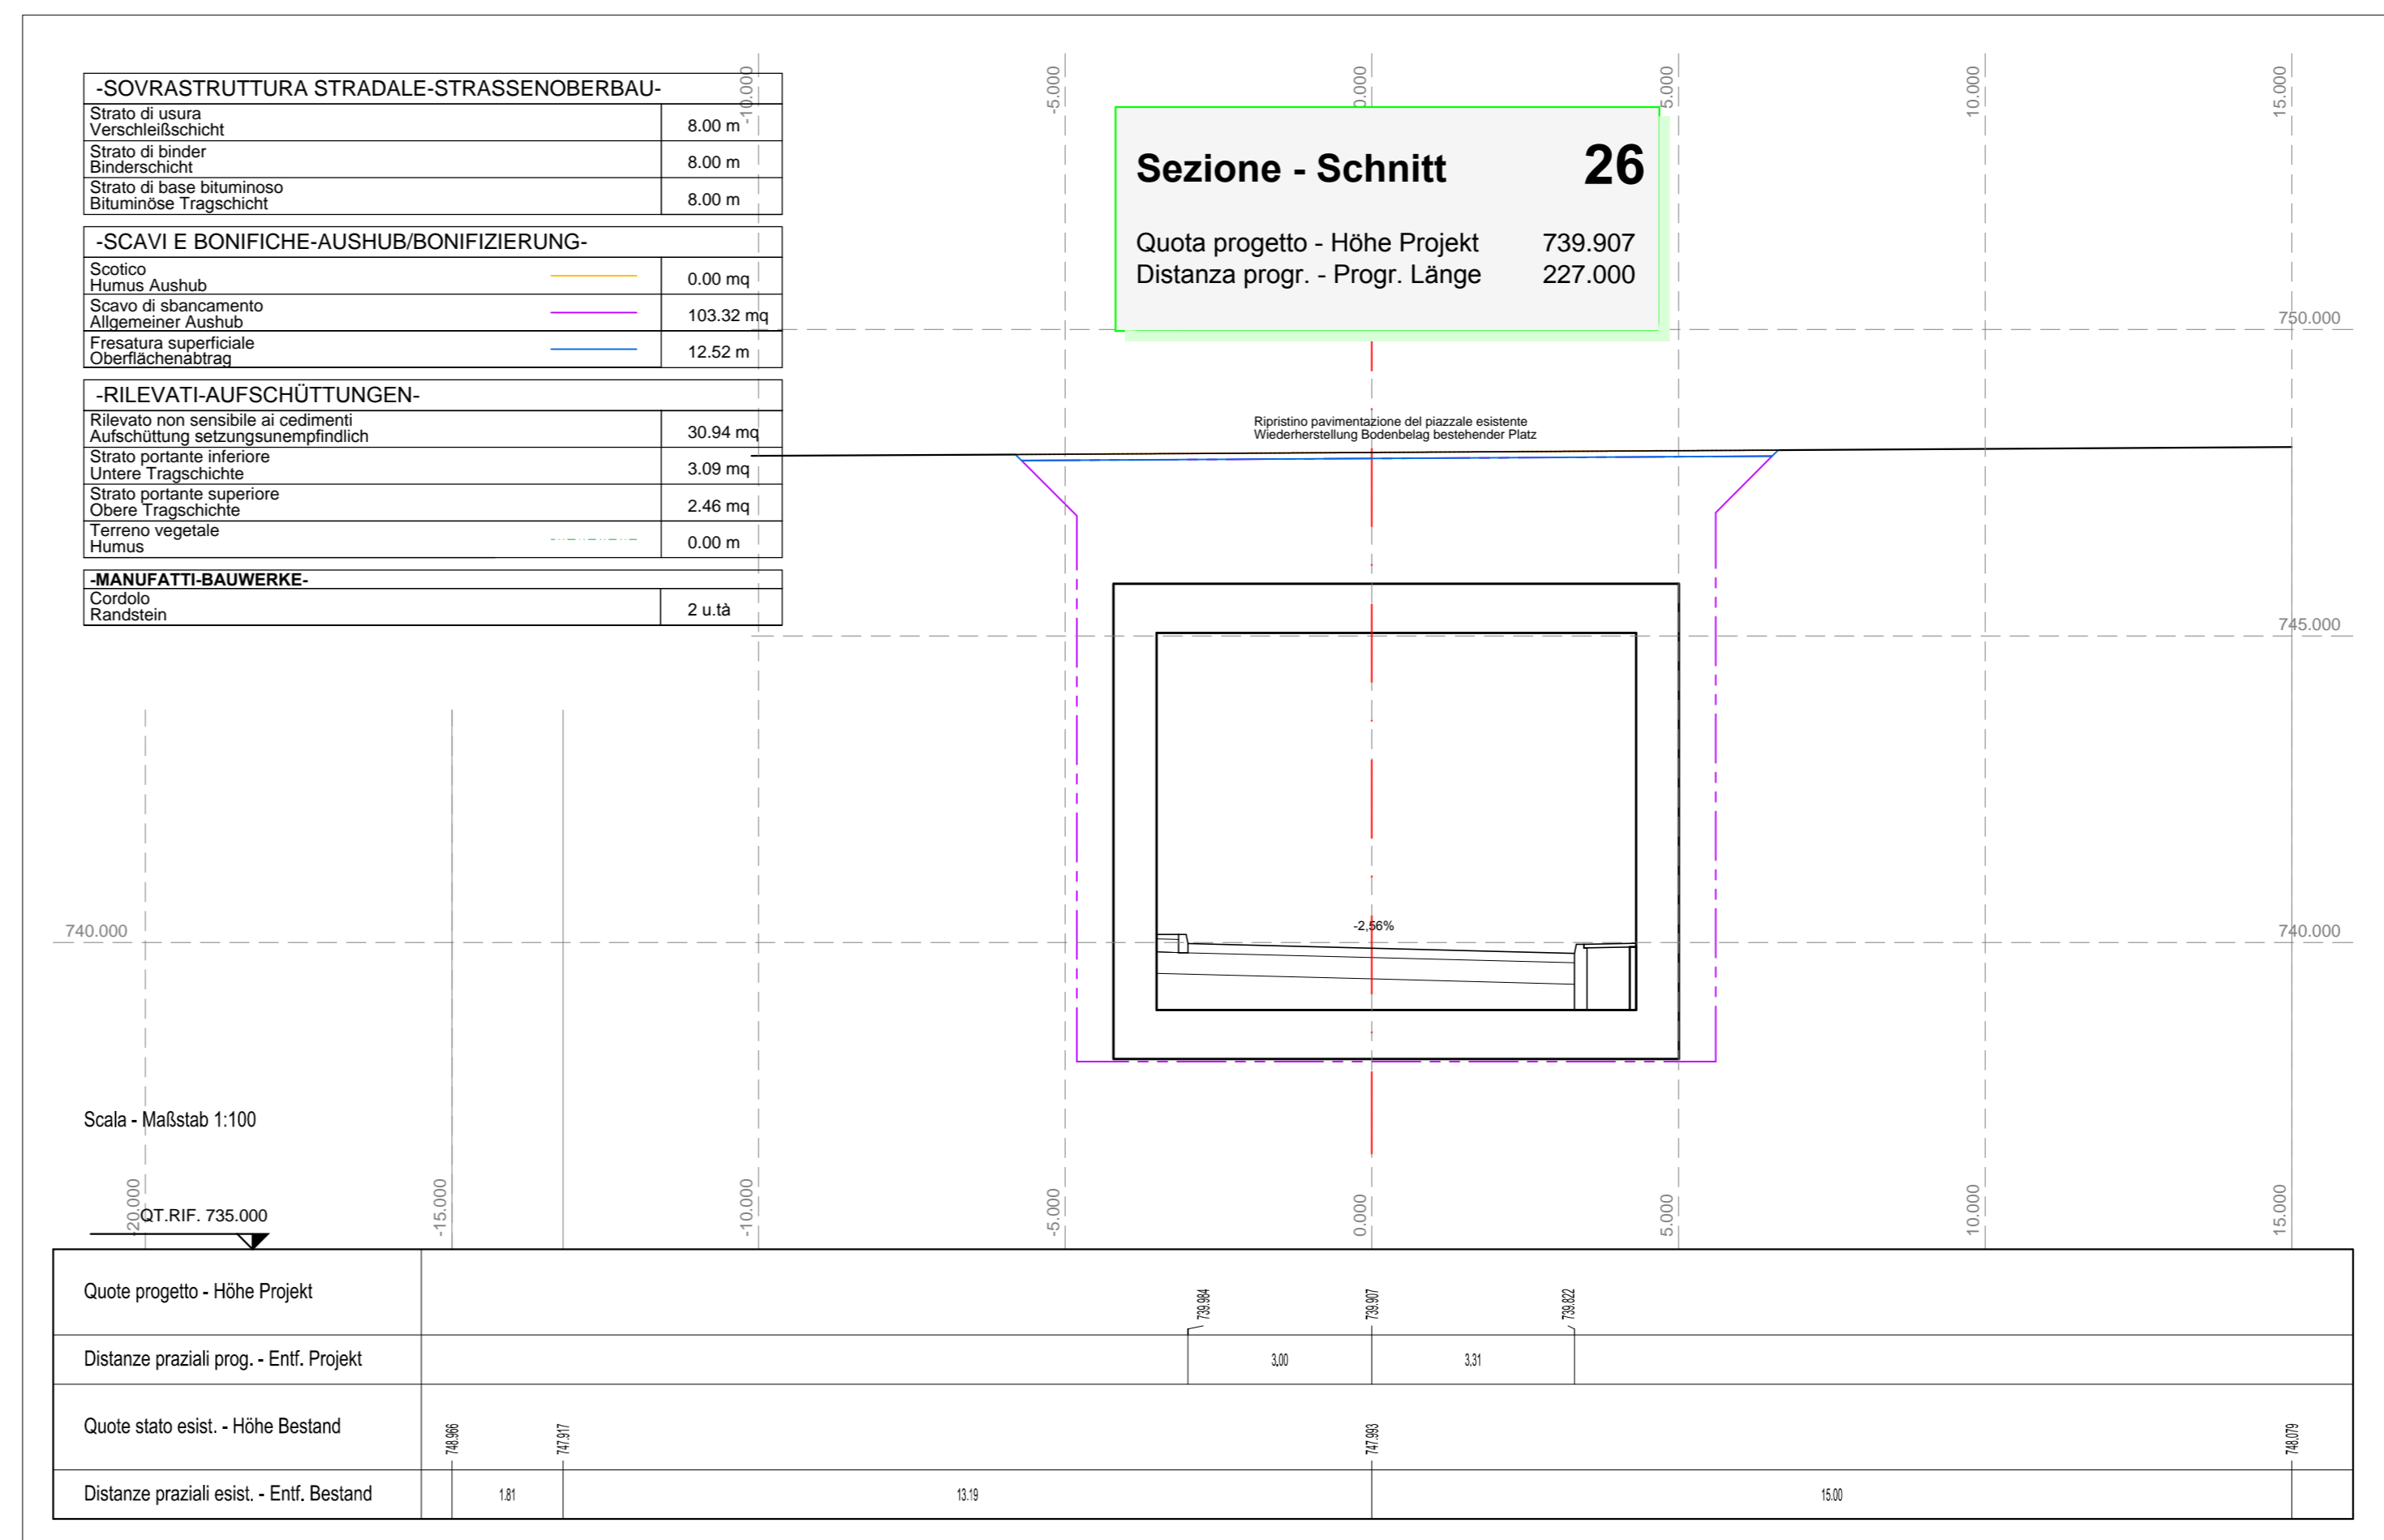 -SOVRASTRUTTURA STRADALE-STRASSENOBERBAU-
Strato di usura
Verschleißschicht
8.00 m
Strato di binder
Binderschicht
8.00 m
Strato di base bituminoso
Bituminöse Tragschicht
8.00 m
-SCAVI E BONIFICHE-AUSHUB/BONIFIZIERUNG-
Scotico
Humus Aushub
0.00 mq
Scavo di sbancamento
Allgemeiner Aushub
103.32 mq
Fresatura superficiale
Oberflächenabtrag
12.52 m
-RILEVATI-AUFSCHÜTTUNGEN-
Rilevato non sensibile ai cedimenti
Aufschüttung setzungsunempfindlich
30.94 mq
Strato portante inferiore
Untere Tragschichte
3.09 mq
Strato portante superiore
Obere Tragschichte
2.46 mq
Terreno vegetale
Humus
0.00 m
-MANUFATTI-BAUWERKE-
Cordolo
Randstein
2 u.tà
-10.000
-5.000
0.000
5.000
10.000
15.000
Sezione - Schnitt 26
Quota progetto - Höhe Projekt 739.907
Distanza progr. - Progr. Länge 227.000
750.000
Ripristino pavimentazione del piazzale esistente
Wiederherstellung Bodenbelag bestehender Platz
745.000
740.000
-2,56%
740.000
Scala - Maßstab 1:100
-20.000
-15.000
-10.000
-5.000
0.000
5.000
10.000
15.000
QT.RIF. 735.000
Quote progetto - Höhe Projekt
739.984
739.907
739.822
Distanze praziali prog. - Entf. Projekt
3,00
3,31
Quote stato esist. - Höhe Bestand
748.966
747.917
747.993
748.079
Distanze praziali esist. - Entf. Bestand
1.81
13.19
15.00